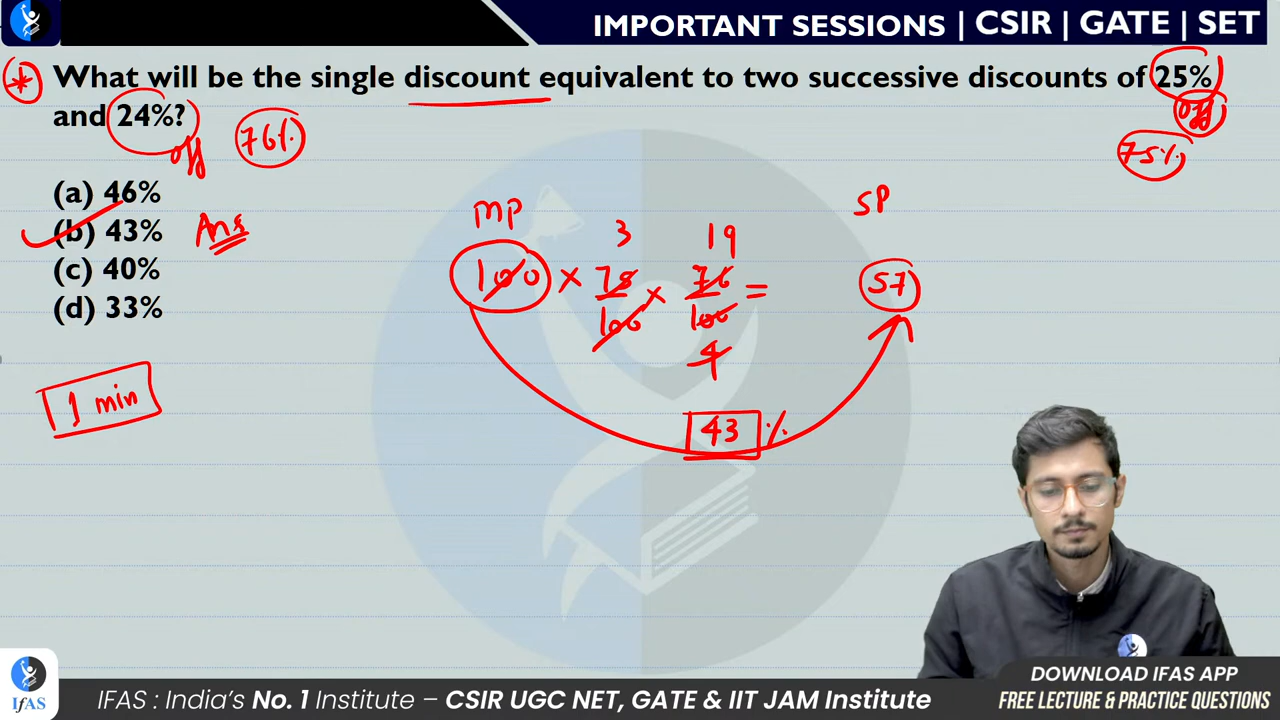 IMPORTANT SESSIONS | CSIR | GATE | SET
What will be the single discount equivalent to two successive discounts of 25%
and 24%?
off
off
76%
75%
(a) 46%
(b) 43%
Ans
(c) 40%
(d) 33%
1 min
MP
SP
3
19
100 × 75/100 × 76/100 = 57
4
43 %
IFAS
IFAS : India's No. 1 Institute – CSIR UGC NET, GATE & IIT JAM Institute
DOWNLOAD IFAS APP
FREE LECTURE & PRACTICE QUESTIONS